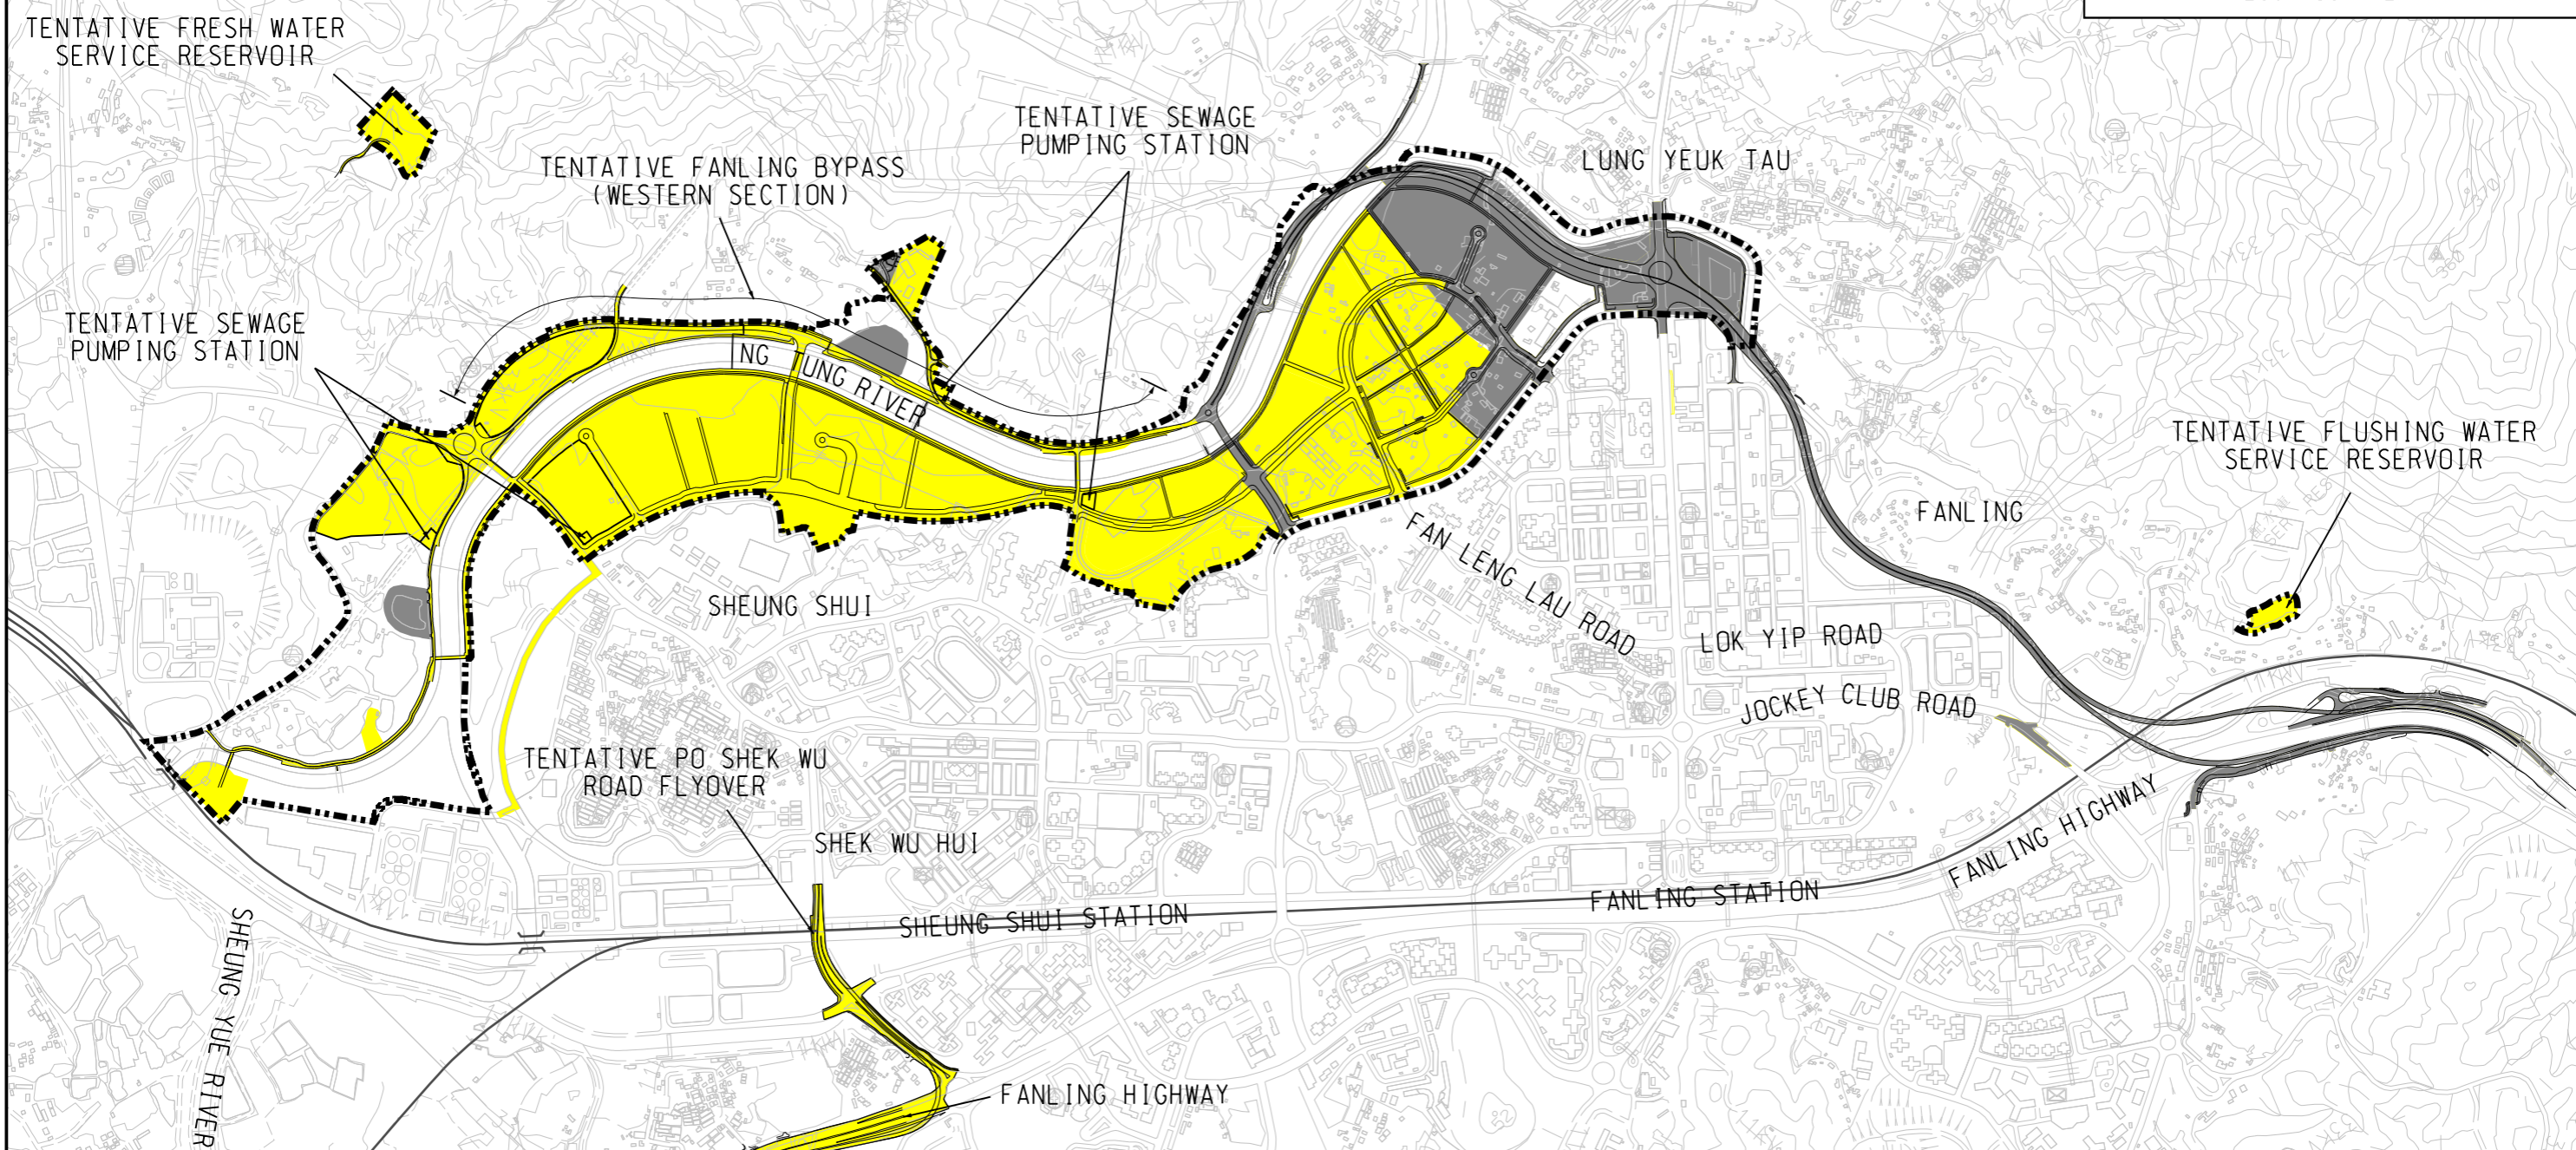 TENTATIVE FRESH WATER
SERVICE RESERVOIR
TENTATIVE SEWAGE
PUMPING STATION
TENTATIVE FANLING BYPASS
(WESTERN SECTION)
LUNG YEUK TAU
TENTATIVE SEWAGE
PUMPING STATION
NG
UNG RIVER
TENTATIVE FLUSHING WATER
SERVICE RESERVOIR
FANLING
FAN LENG LAU ROAD
SHEUNG SHUI
LOK YIP ROAD
JOCKEY CLUB ROAD
TENTATIVE PO SHEK WU
ROAD FLYOVER
SHEK WU HUI
FANLING HIGHWAY
FANLING STATION
SHEUNG SHUI STATION
SHEUNG YUE RIVER
FANLING HIGHWAY